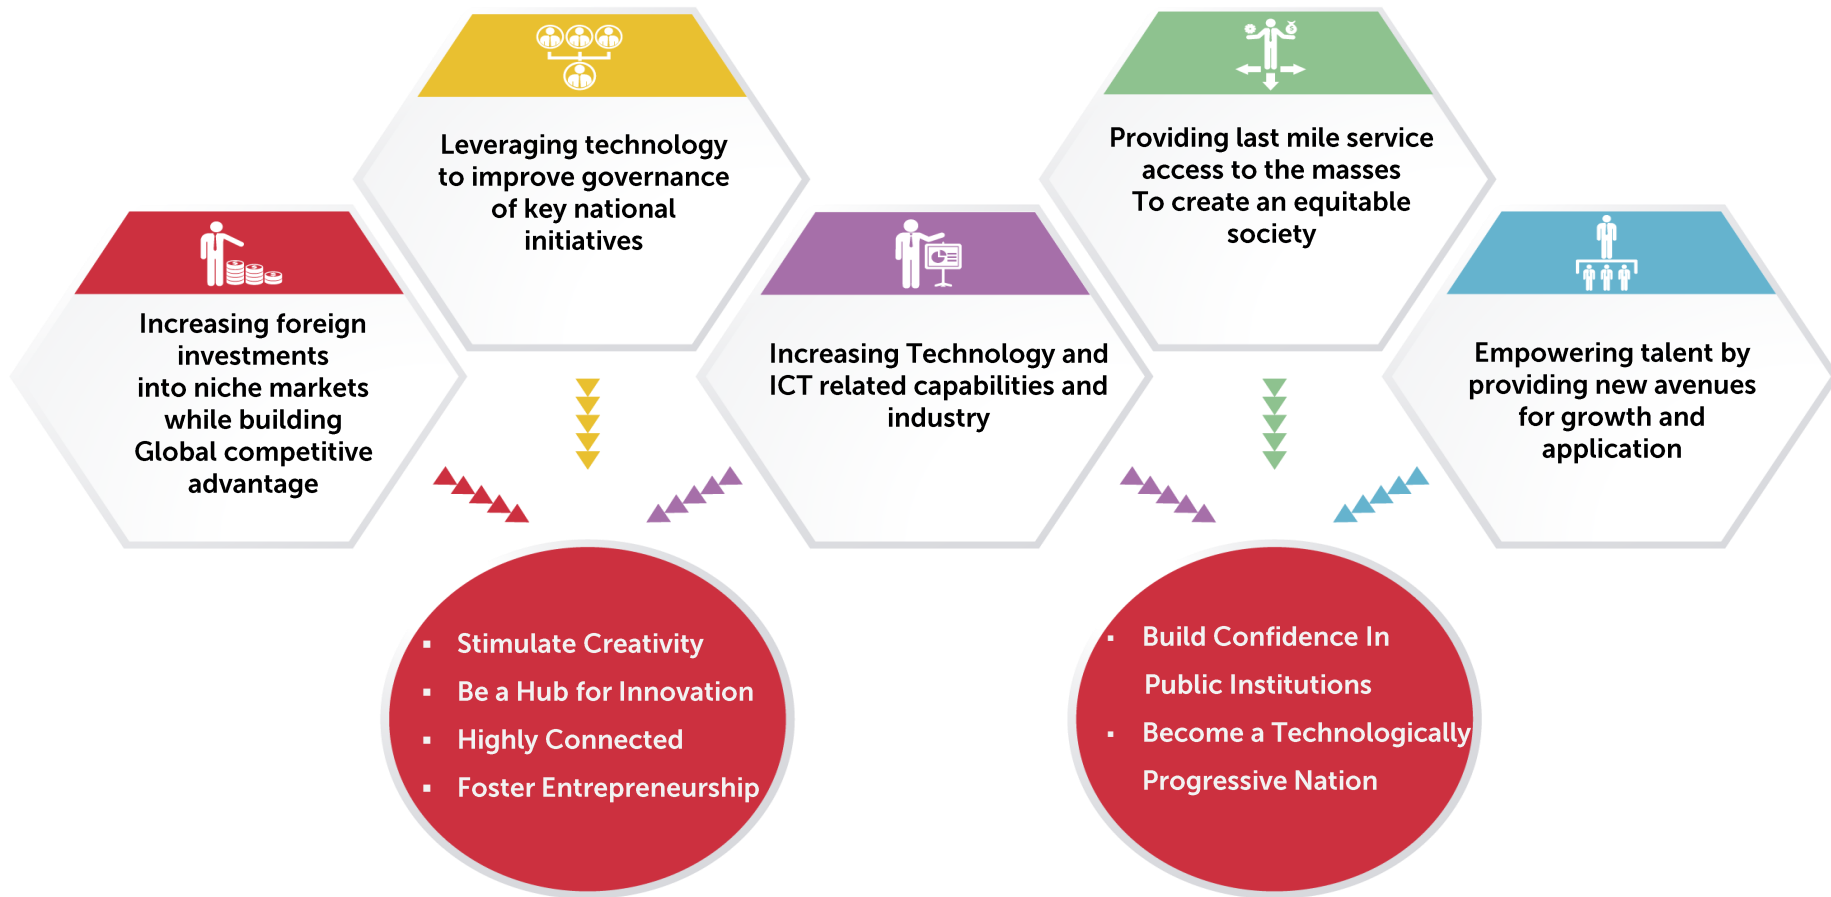 Leveraging technology
to improve governance
of key national
initiatives
Providing last mile service
access to the masses
To create an equitable
society
Increasing foreign
investments
into niche markets
while building
Global competitive
advantage
Increasing Technology and
ICT related capabilities and
industry
Empowering talent by
providing new avenues
for growth and
application
▪ Stimulate Creativity
▪ Be a Hub for Innovation
▪ Highly Connected
▪ Foster Entrepreneurship
▪ Build Confidence In
Public Institutions
▪ Become a Technologically
Progressive Nation